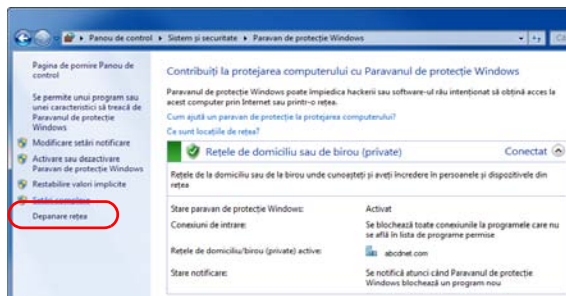 Panou de control ▸ Sistem și securitate ▸ Paravan de protecție Windows
Pagina de pornire Panou de
control
Se permite unui program sau
unei caracteristici să treacă de
Paravanul de protecție
Windows
Modificare setări notificare
Activare sau dezactivare
Paravan de protecție Windows
Restabilire valori implicite
Setări complexe
Depanare rețea
Contribuiți la protejarea computerului cu Paravanul de protecție Windows
Paravanul de protecție Windows poate împiedica hackerii sau software-ul rău intenționat să obțină acces la
acest computer prin Internet sau printr-o rețea.
Cum ajută un paravan de protecție la protejarea computerului?
Ce sunt locațiile de rețea?
Rețele de domiciliu sau de birou (private) Conectat
Rețele de la domiciliu sau de la birou unde cunoașteți și aveți încredere în persoanele și dispozitivele din
rețea
Stare paravan de protecție Windows: Activat
Conexiuni de intrare: Se blochează toate conexiunile la programele care nu
se află în lista de programe permise
Rețele de domiciliu/birou (private) active: abcdnet.com
Stare notificare: Se notifică atunci când Paravanul de protecție
Windows blochează un program nou